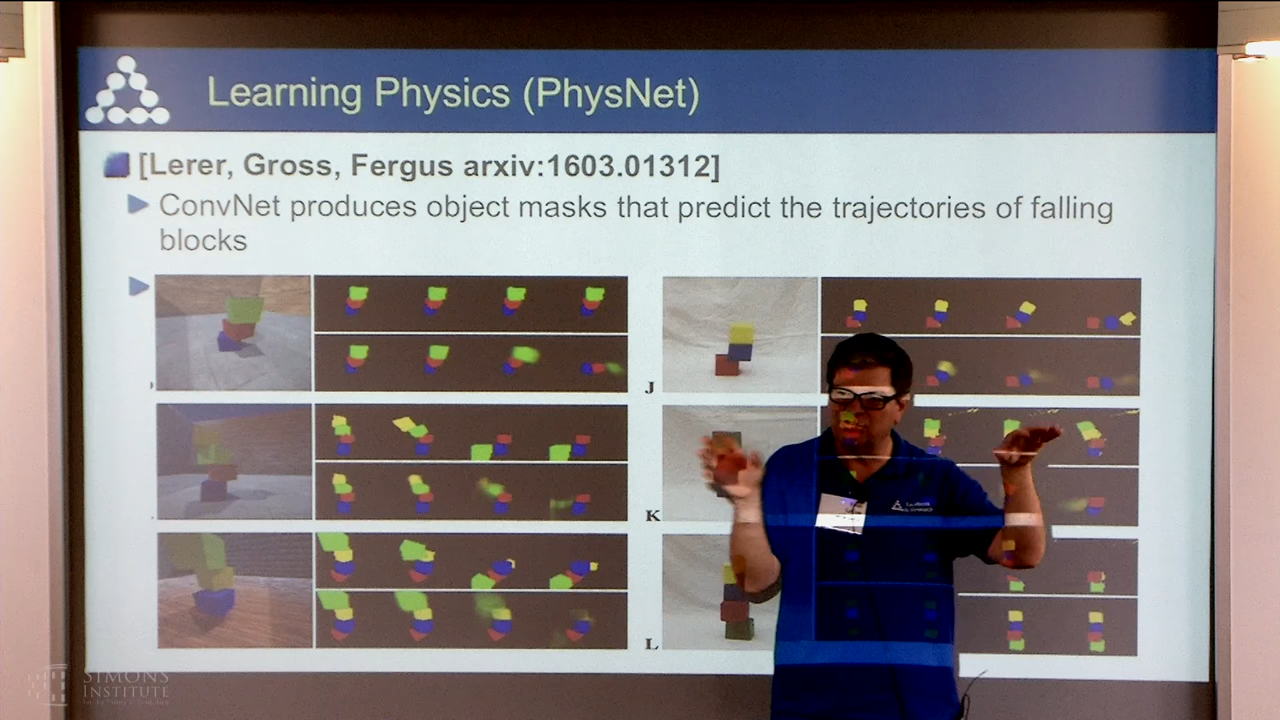 Learning Physics (PhysNet)
[Lerer, Gross, Fergus arxiv:1603.01312]
ConvNet produces object masks that predict the trajectories of falling
blocks
J
K
L
SIMONS
INSTITUTE